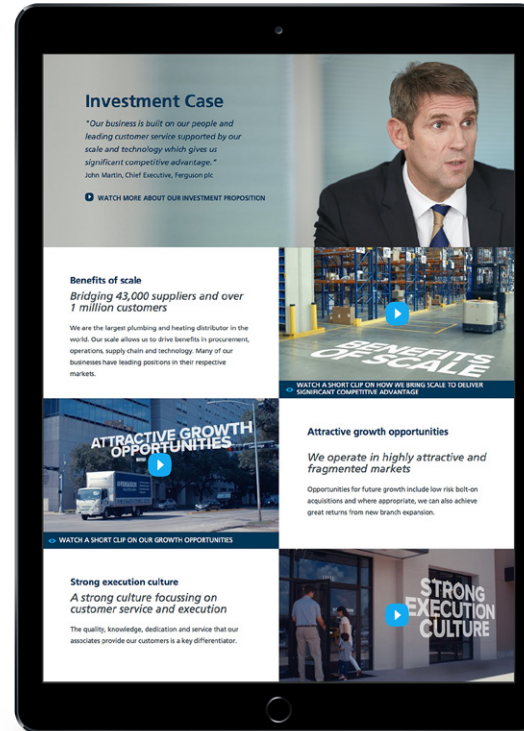 Investment Case
"Our business is built on our people and
leading customer service supported by our
scale and technology which gives us
significant competitive advantage."
John Martin, Chief Executive, Ferguson plc
WATCH MORE ABOUT OUR INVESTMENT PROPOSITION
Benefits of scale
Bridging 43,000 suppliers and over
1 million customers
We are the largest plumbing and heating distributor in the
world. Our scale allows us to drive benefits in procurement,
operations, supply chain and technology. Many of our
businesses have leading positions in their respective
markets.
BENEFITS
OF SCALE
WATCH A SHORT CLIP ON HOW WE BRING SCALE TO DELIVER
SIGNIFICANT COMPETITIVE ADVANTAGE
ATTRACTIVE GROWTH
OPPORTUNITIES
WATCH A SHORT CLIP ON OUR GROWTH OPPORTUNITIES
Attractive growth opportunities
We operate in highly attractive and
fragmented markets
Opportunities for future growth include low risk bolt-on
acquisitions and where appropriate, we can also achieve
great returns from new branch expansion.
Strong execution culture
A strong culture focussing on
customer service and execution
The quality, knowledge, dedication and service that our
associates provide our customers is a key differentiator.
STRONG
EXECUTION
CULTURE